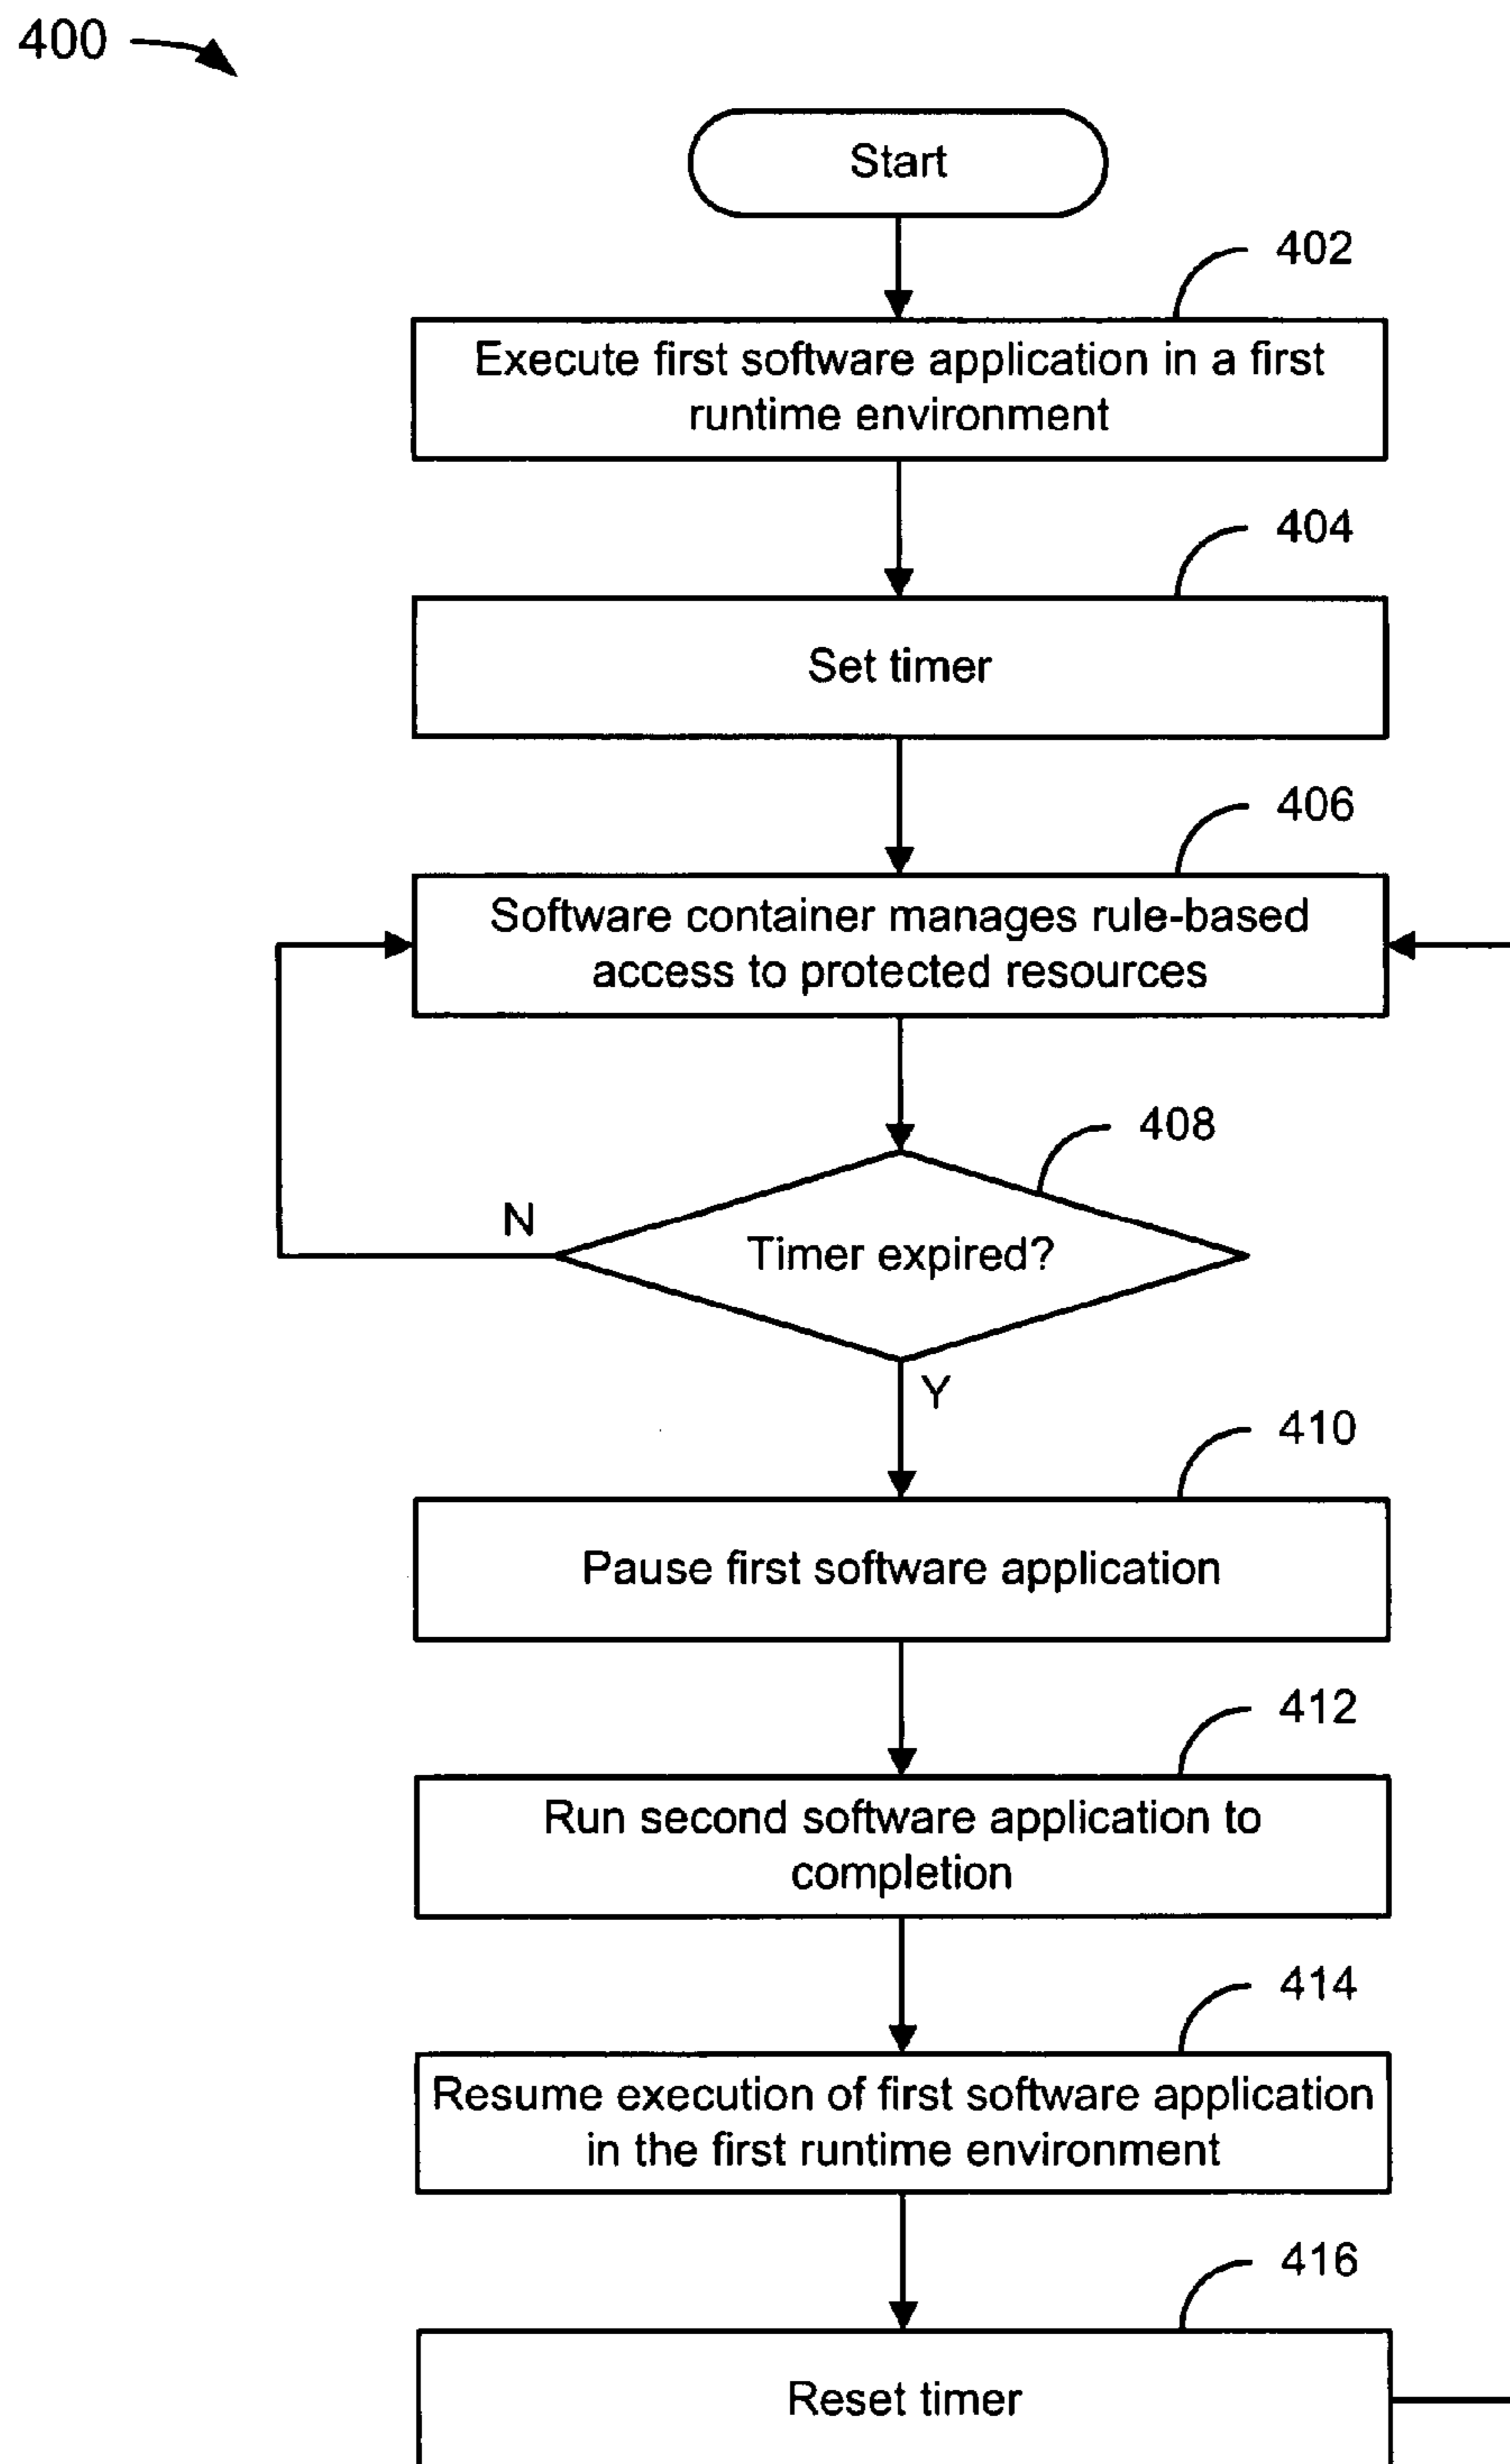 400
Start
402
Execute first software application in a first
runtime environment
404
Set timer
406
Software container manages rule-based
access to protected resources
408
N
Timer expired?
Y
410
Pause first software application
412
Run second software application to
completion
414
Resume execution of first software application
in the first runtime environment
416
Reset timer